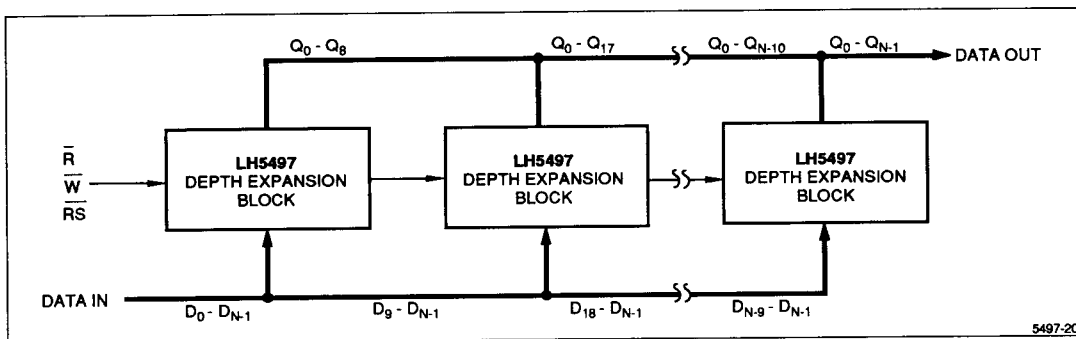 Q0 - Q8
Q0 - Q17
Q0 - QN-10
Q0 - QN-1
DATA OUT
R
W
RS
LH5497
DEPTH EXPANSION
BLOCK
LH5497
DEPTH EXPANSION
BLOCK
LH5497
DEPTH EXPANSION
BLOCK
DATA IN
D0 - DN-1
D9 - DN-1
D18 - DN-1
DN-9 - DN-1
5497-20